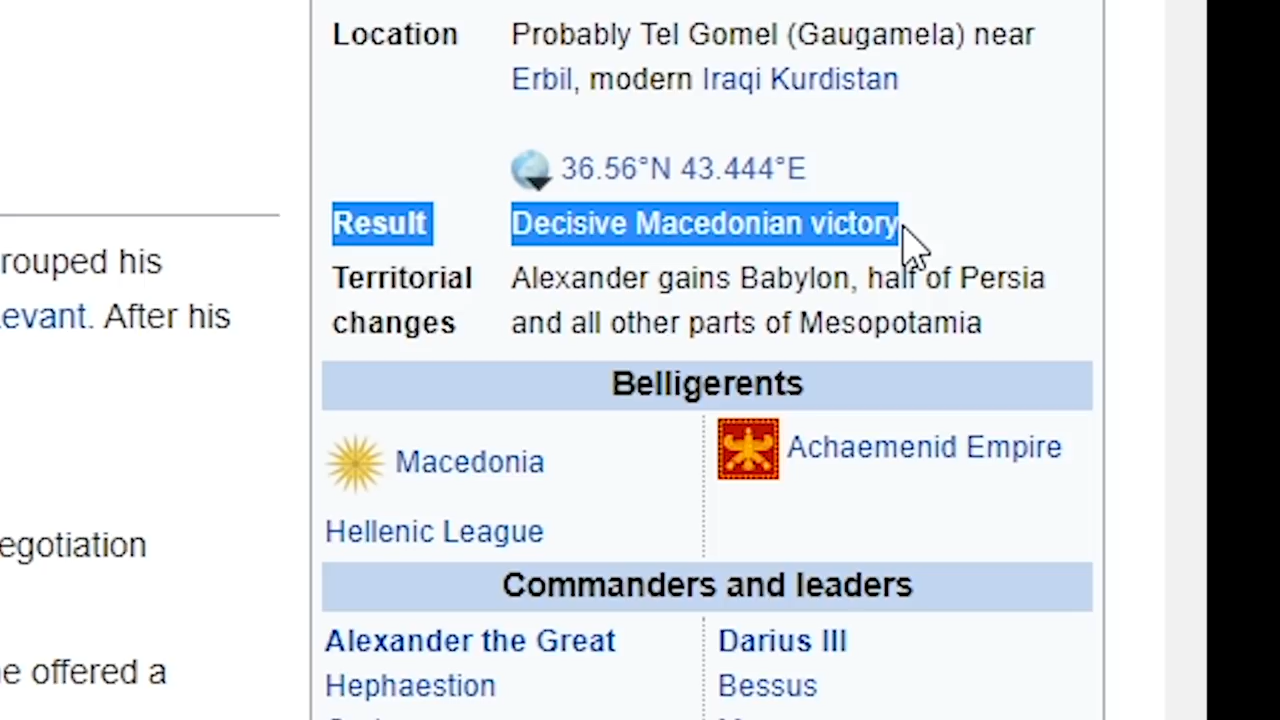 Location Probably Tel Gomel (Gaugamela) near
Erbil, modern Iraqi Kurdistan
36.56°N 43.444°E
Result Decisive Macedonian victory
Territorial Alexander gains Babylon, half of Persia
changes and all other parts of Mesopotamia
Belligerents
Macedonia
Achaemenid Empire
Hellenic League
Commanders and leaders
Alexander the Great Darius III
Hephaestion Bessus
rouped his
evant. After his
egotiation
e offered a